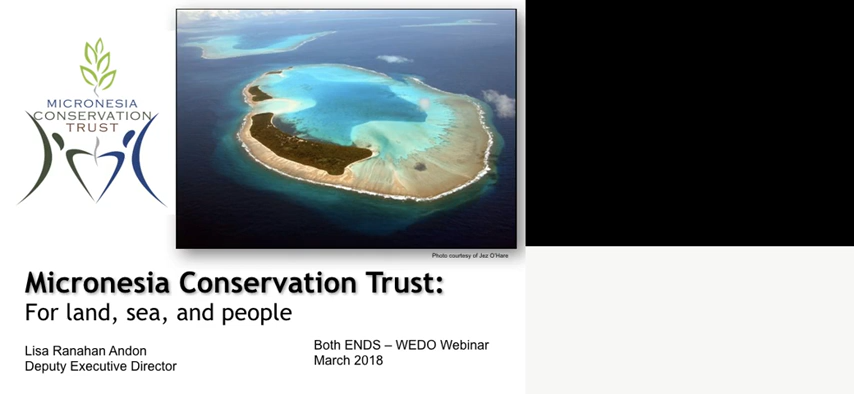 MICRONESIA
CONSERVATION
TRUST
Photo courtesy of Jez O'Hare
Micronesia Conservation Trust:
For land, sea, and people
Lisa Ranahan Andon
Deputy Executive Director
Both ENDS – WEDO Webinar
March 2018